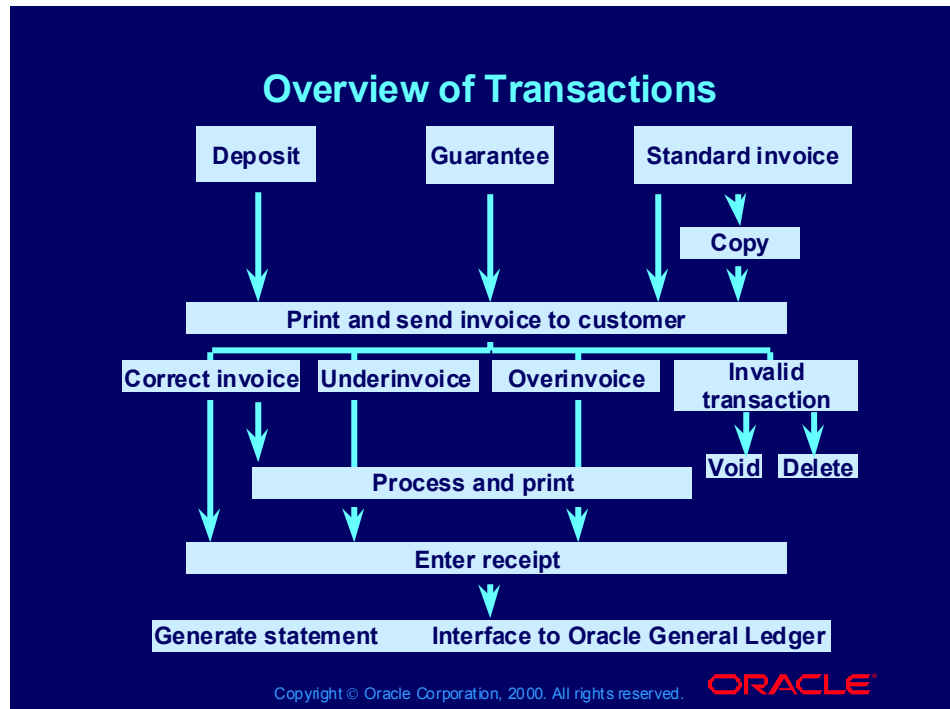 Overview of Transactions
Deposit
Guarantee
Standard invoice
Copy
Print and send invoice to customer
Correct invoice
Underinvoice
Overinvoice
Invalid
transaction
Void
Delete
Process and print
Enter receipt
Generate statement
Interface to Oracle General Ledger
Copyright © Oracle Corporation, 2000. All rights reserved.
ORACLE®